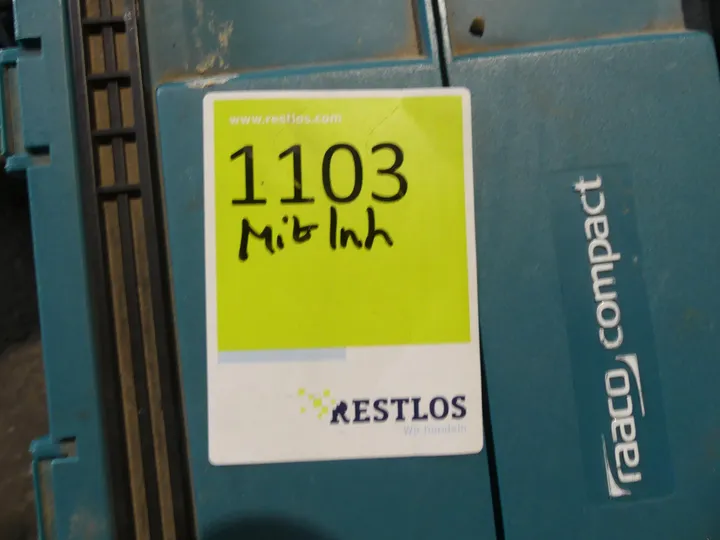 www.restlos.com
1103
Mit Inh
RESTLOS
Wir handeln
raaco compact